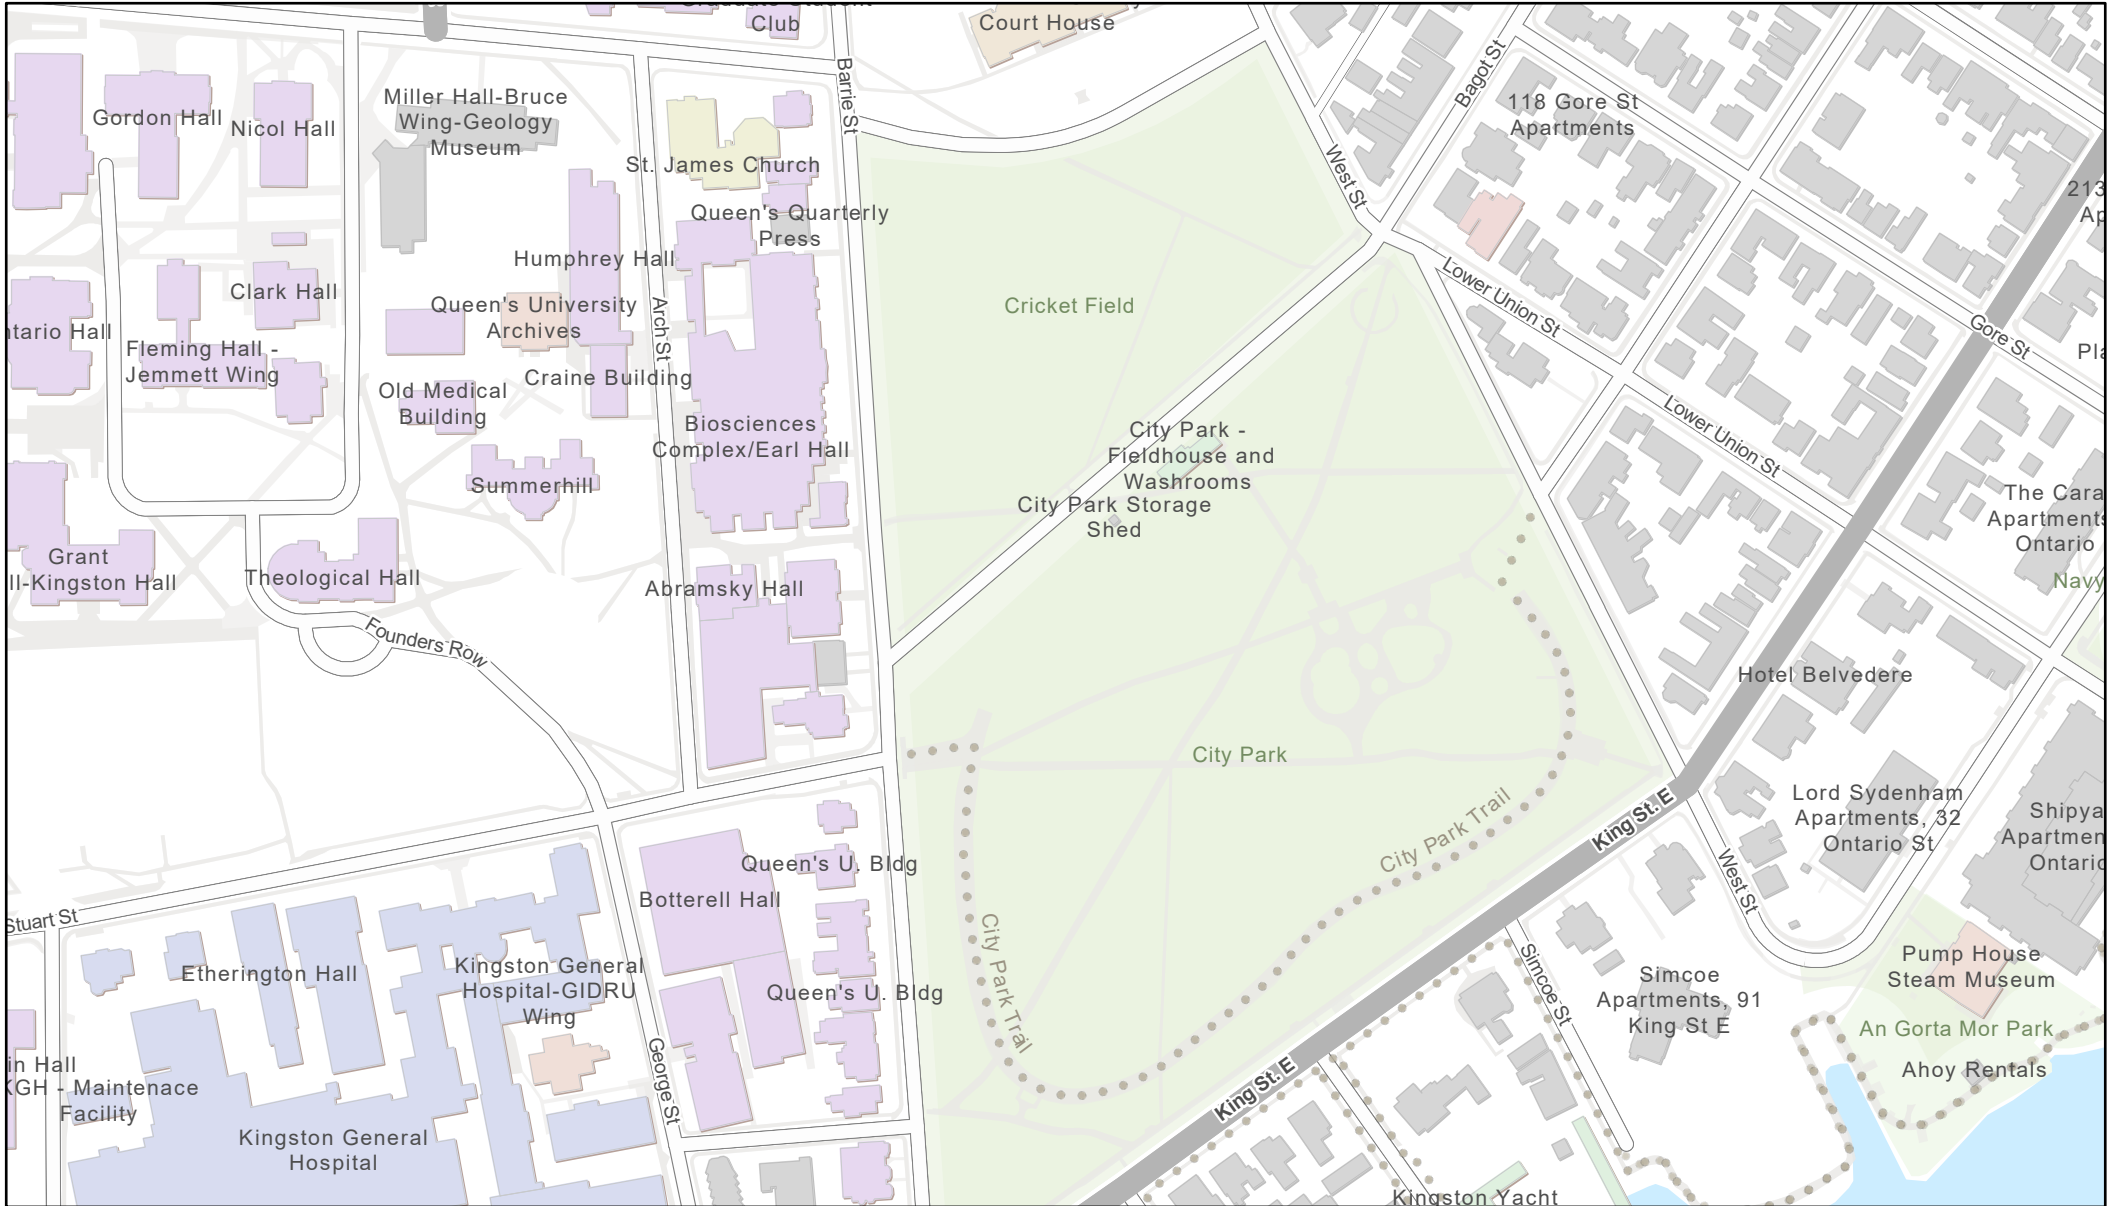 Club
Court House
Barrie St
Bagot St
118 Gore St
Apartments
Gordon Hall
Nicol Hall
Miller Hall-Bruce
Wing-Geology
Museum
St. James Church
West St
213
Ap
Queen's Quarterly
Press
Humphrey Hall
Clark Hall
Queen's University
Archives
Arch St
Cricket Field
Lower Union St
Gore St
ntario Hall
Fleming Hall -
Jemmett Wing
Craine Building
Old Medical
Building
Biosciences
Complex/Earl Hall
City Park -
Fieldhouse and
Washrooms
Lower Union St
Summerhill
City Park Storage
Shed
The Cara
Apartments
Ontario
Grant
ll-Kingston Hall
Theological Hall
Abramsky Hall
Navy
Founders Row
Hotel Belvedere
City Park
Lord Sydenham
Apartments, 32
Ontario St
Shipya
Apartmen
Ontario
King St. E
City Park Trail
Queen's U. Bldg
Botterell Hall
West St
Stuart St
City Park Trail
Etherington Hall
Kingston General
Hospital-GIDRU
Wing
Queen's U. Bldg
Simcoe St
Simcoe
Apartments, 91
King St E
Pump House
Steam Museum
An Gorta Mor Park
Ahoy Rentals
in Hall
KGH - Maintenace
Facility
George St
King St. E
Kingston General
Hospital
Kingston Yacht